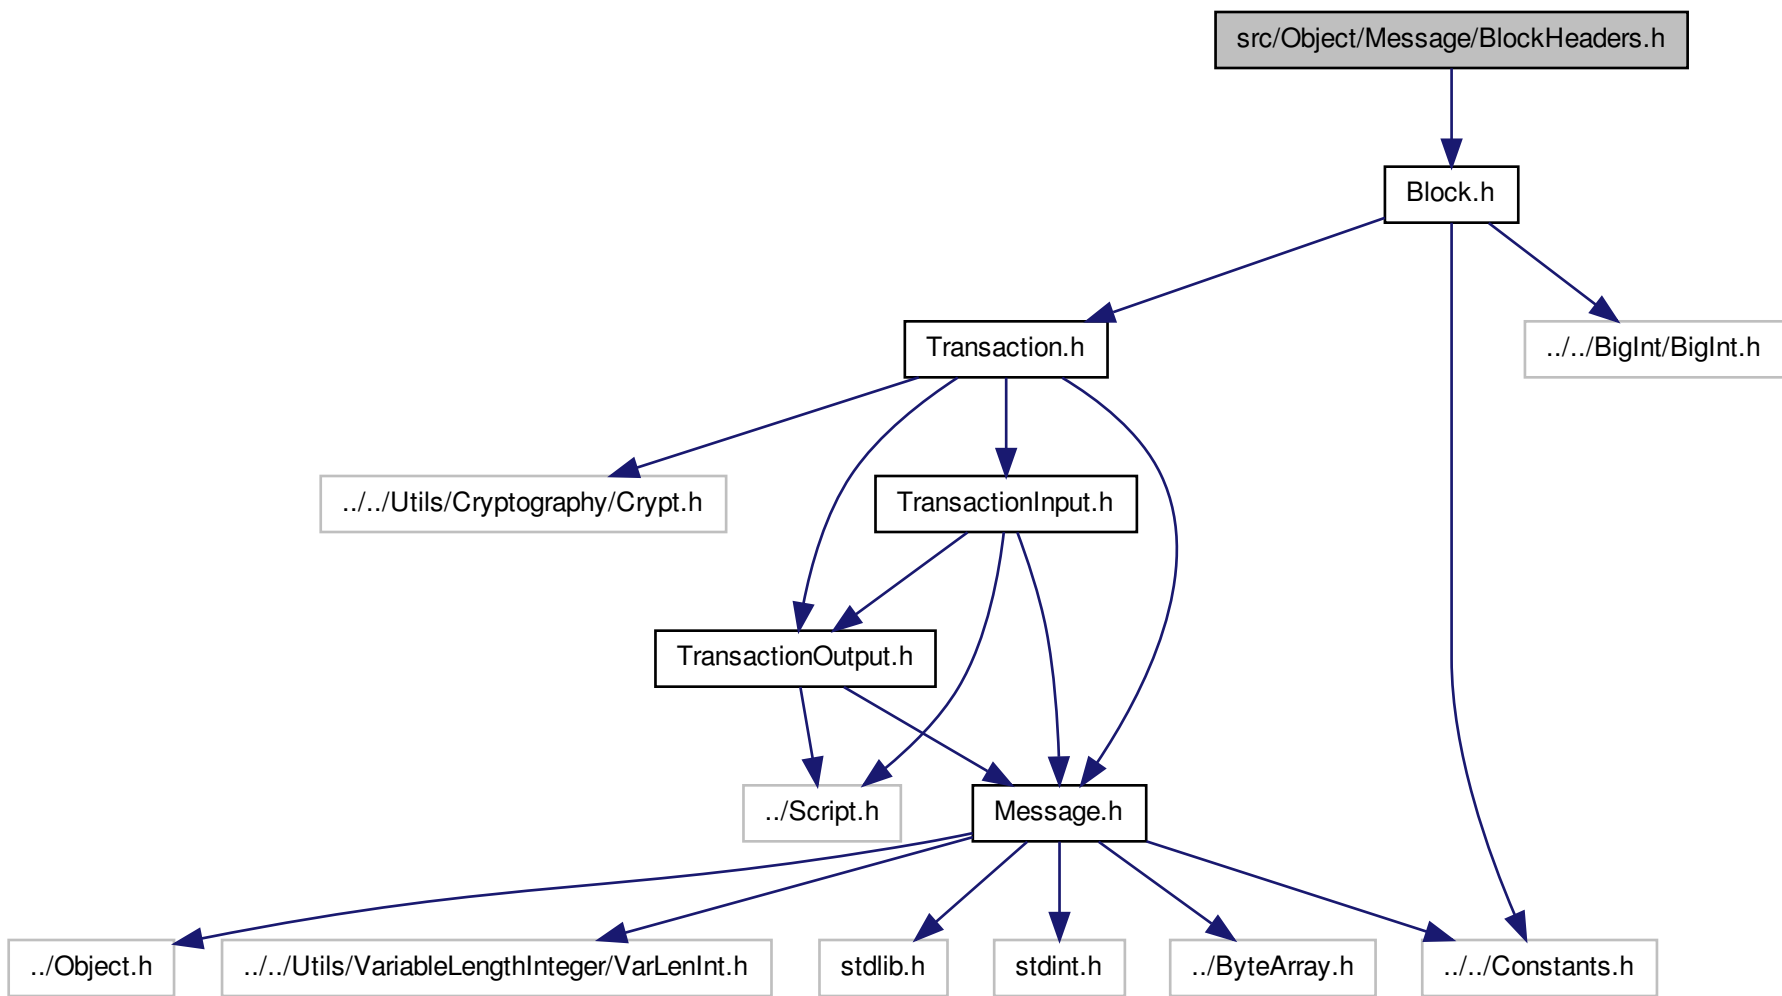 src/Object/Message/BlockHeaders.h
Block.h
Transaction.h
../../BigInt/BigInt.h
../../Utils/Cryptography/Crypt.h
TransactionInput.h
TransactionOutput.h
../Script.h
Message.h
../Object.h
../../Utils/VariableLengthInteger/VarLenInt.h
stdlib.h
stdint.h
../ByteArray.h
../../Constants.h